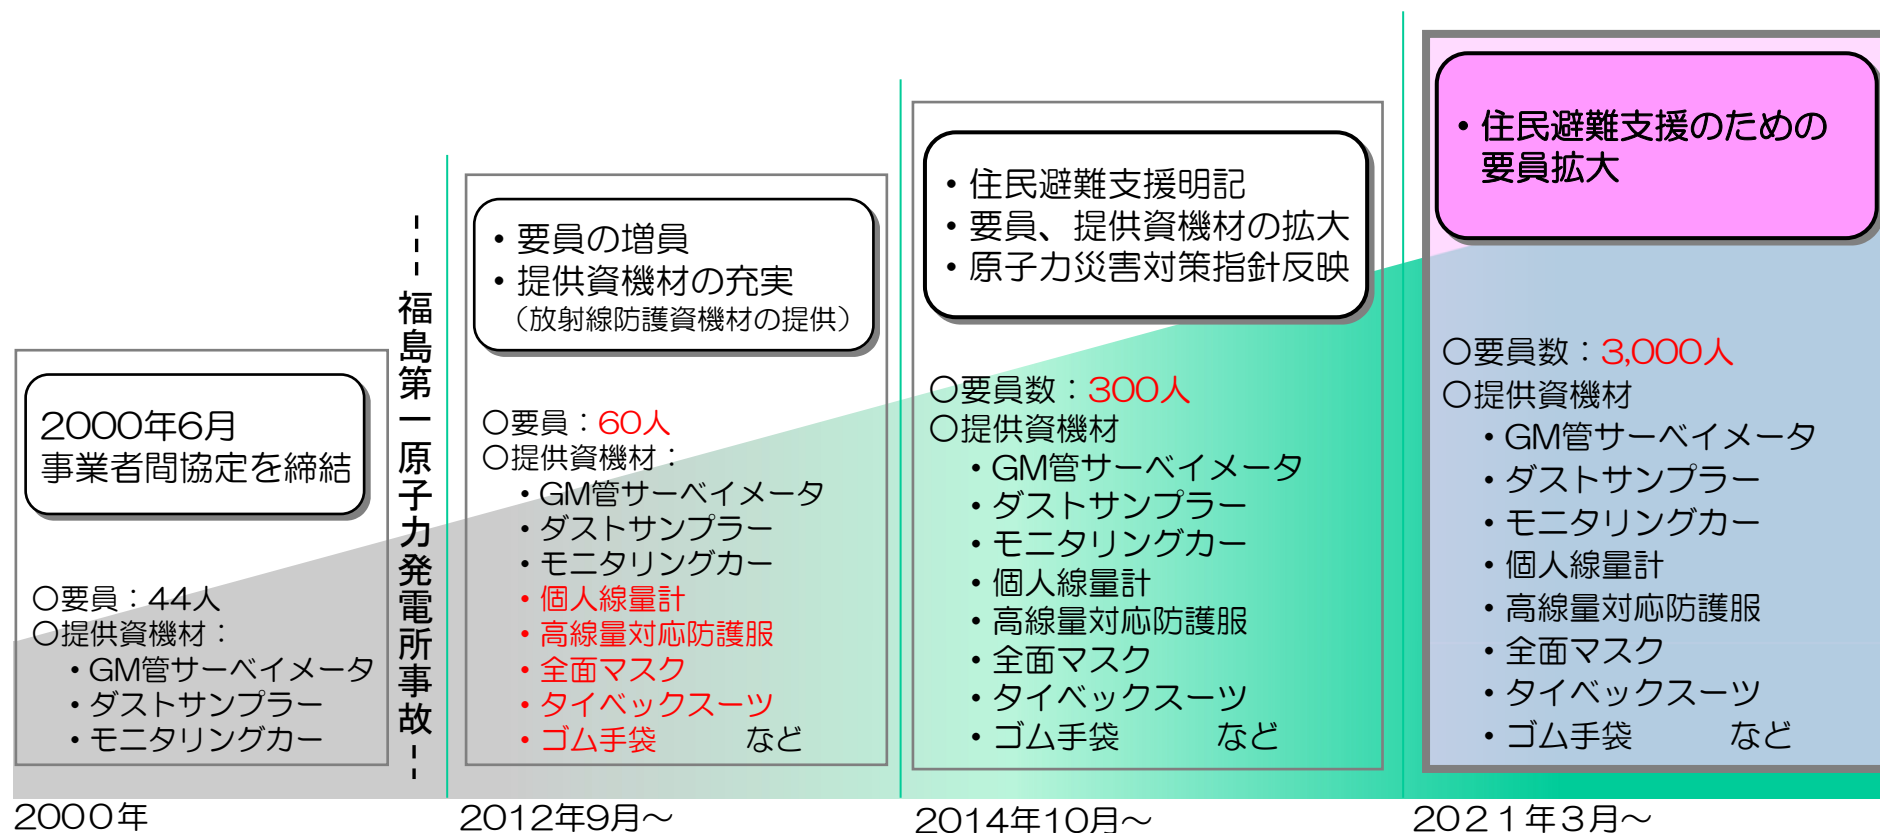 2000年6月
事業者間協定を締結
○要員：44人
○提供資機材：
・GM管サーベイメータ
・ダストサンプラー
・モニタリングカー
2000年
福島第一原子力発電所事故
・要員の増員
・提供資機材の充実
（放射線防護資機材の提供）
○要員：60人
○提供資機材：
・GM管サーベイメータ
・ダストサンプラー
・モニタリングカー
・個人線量計
・高線量対応防護服
・全面マスク
・タイベックスーツ
・ゴム手袋　　など
2012年9月～
・住民避難支援明記
・要員、提供資機材の拡大
・原子力災害対策指針反映
○要員数：300人
○提供資機材
・GM管サーベイメータ
・ダストサンプラー
・モニタリングカー
・個人線量計
・高線量対応防護服
・全面マスク
・タイベックスーツ
・ゴム手袋　　など
2014年10月～
・住民避難支援のための
要員拡大
○要員数：3,000人
○提供資機材
・GM管サーベイメータ
・ダストサンプラー
・モニタリングカー
・個人線量計
・高線量対応防護服
・全面マスク
・タイベックスーツ
・ゴム手袋　　など
2021年3月～